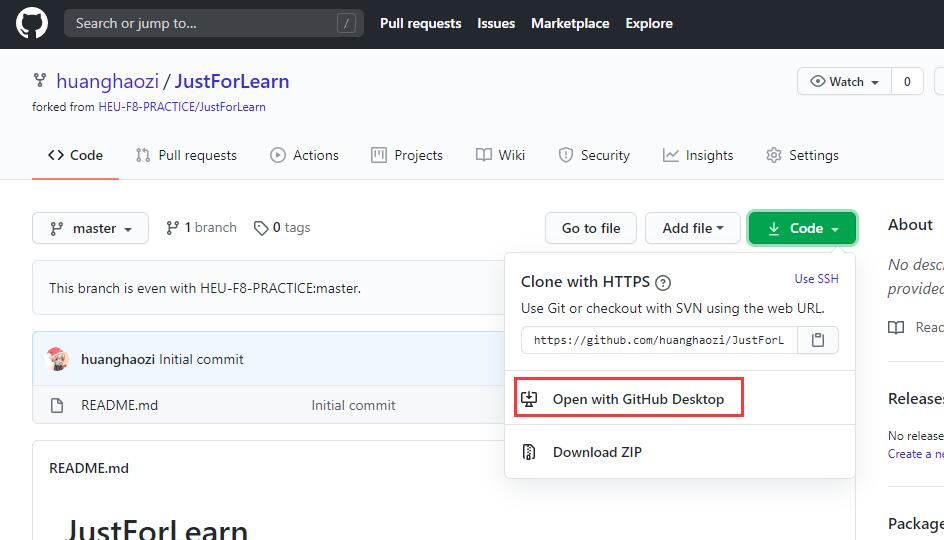 Search or jump to… / Pull requests Issues Marketplace Explore
huanghaozi / JustForLearn Watch 0
forked from HEU-F8-PRACTICE/JustForLearn
Code Pull requests Actions Projects Wiki Security Insights Settings
master 1 branch 0 tags Go to file Add file Code About
Clone with HTTPS ? Use SSH
No desc
provided
This branch is even with HEU-F8-PRACTICE:master.
Use Git or checkout with SVN using the web URL.
https://github.com/huanghaozi/JustForL
Read
huanghaozi Initial commit
Open with GitHub Desktop
Releases
README.md Initial commit
No release
Create a ne
Download ZIP
README.md
Package
JustForLearn